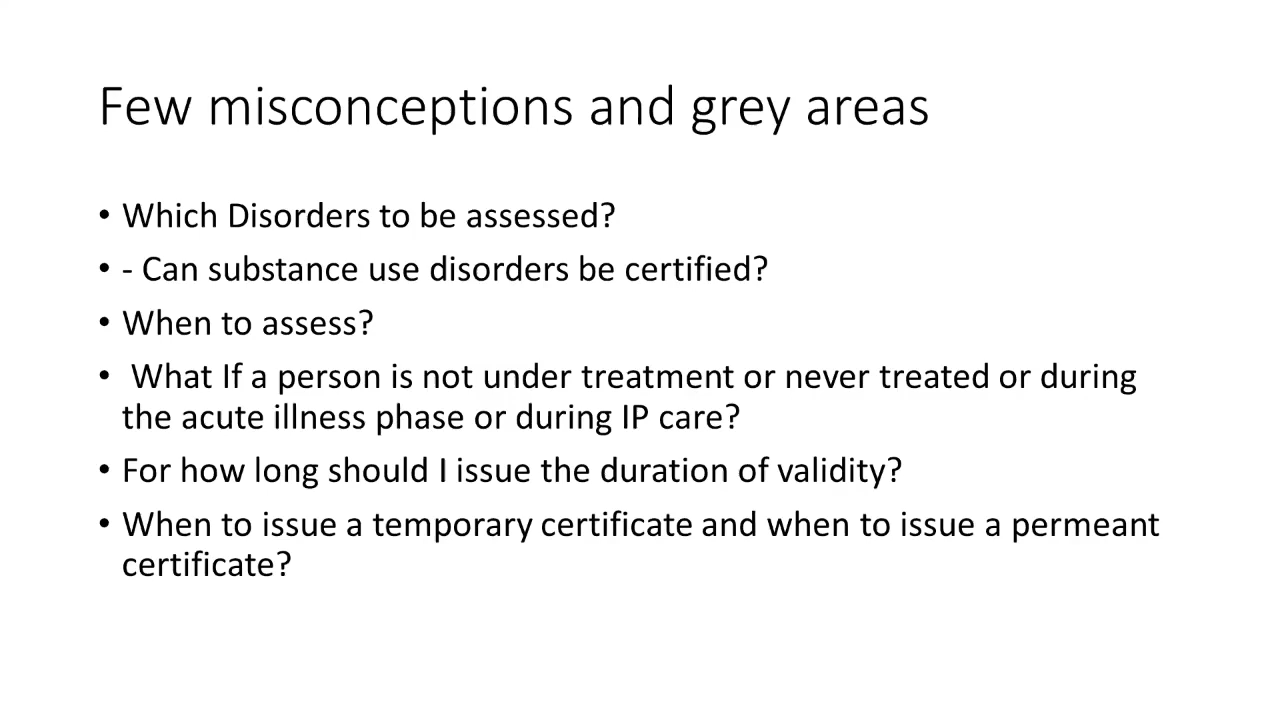 Few misconceptions and grey areas
• Which Disorders to be assessed?
• - Can substance use disorders be certified?
• When to assess?
• What If a person is not under treatment or never treated or during
the acute illness phase or during IP care?
• For how long should I issue the duration of validity?
• When to issue a temporary certificate and when to issue a permeant
certificate?